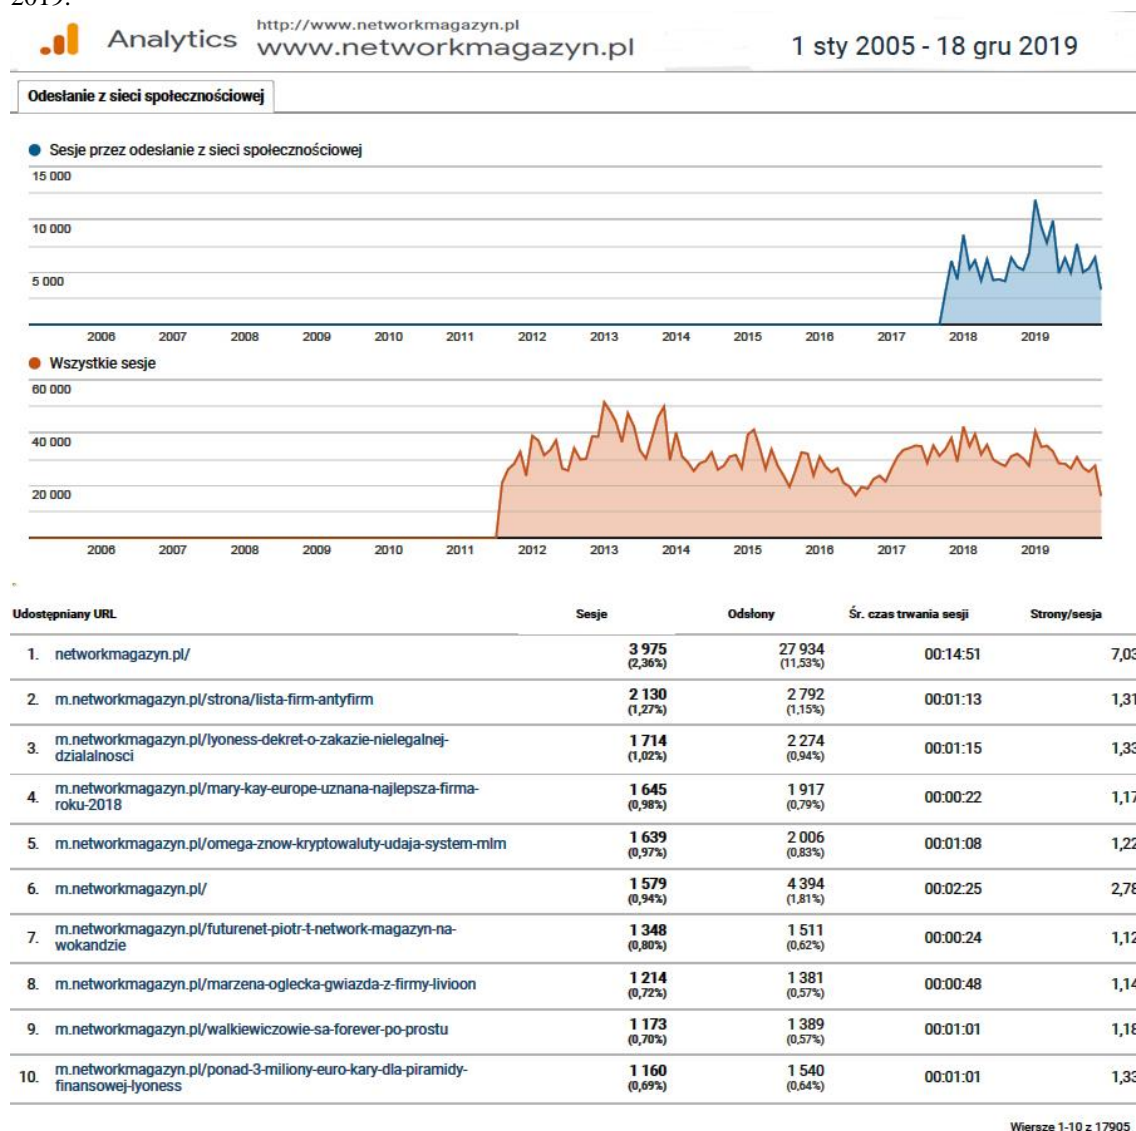 2019.
Analytics
http://www.networkmagazyn.pl
www.networkmagazyn.pl
1 sty 2005 - 18 gru 2019
Odesłanie z sieci społecznościowej
Sesje przez odesłanie z sieci społecznościowej
15 000
10 000
5 000
2006 2007 2008 2009 2010 2011 2012 2013 2014 2015 2016 2017 2018 2019
Wszystkie sesje
60 000
40 000
20 000
2006 2007 2008 2009 2010 2011 2012 2013 2014 2015 2016 2017 2018 2019
Udostępniany URL Sesje Odsłony Śr. czas trwania sesji Strony/sesja
1. networkmagazyn.pl/ 3 975 (2,36%) 27 934 (11,53%) 00:14:51 7,03
2. m.networkmagazyn.pl/strona/lista-firm-antyfirm 2 130 (1,27%) 2 792 (1,15%) 00:01:13 1,31
3. m.networkmagazyn.pl/lyoness-dekret-o-zakazie-nielegalnej-
dzialalnosci 1 714 (1,02%) 2 274 (0,94%) 00:01:15 1,33
4. m.networkmagazyn.pl/mary-kay-europe-uznana-najlepsza-firma-
roku-2018 1 645 (0,98%) 1 917 (0,79%) 00:00:22 1,17
5. m.networkmagazyn.pl/omega-znow-kryptowaluty-udaja-system-mlm 1 639 (0,97%) 2 006 (0,83%) 00:01:08 1,22
6. m.networkmagazyn.pl/ 1 579 (0,94%) 4 394 (1,81%) 00:02:25 2,78
7. m.networkmagazyn.pl/futurenet-piotr-t-network-magazyn-na-
wokandzie 1 348 (0,80%) 1 511 (0,62%) 00:00:24 1,12
8. m.networkmagazyn.pl/marzena-oglecka-gwiazda-z-firmy-livioon 1 214 (0,72%) 1 381 (0,57%) 00:00:48 1,14
9. m.networkmagazyn.pl/walkiewiczowie-sa-forever-po-prostu 1 173 (0,70%) 1 389 (0,57%) 00:01:01 1,18
10. m.networkmagazyn.pl/ponad-3-miliony-euro-kary-dla-piramidy-
finansowej-lyoness 1 160 (0,69%) 1 540 (0,64%) 00:01:01 1,33
Wiersze 1-10 z 17905